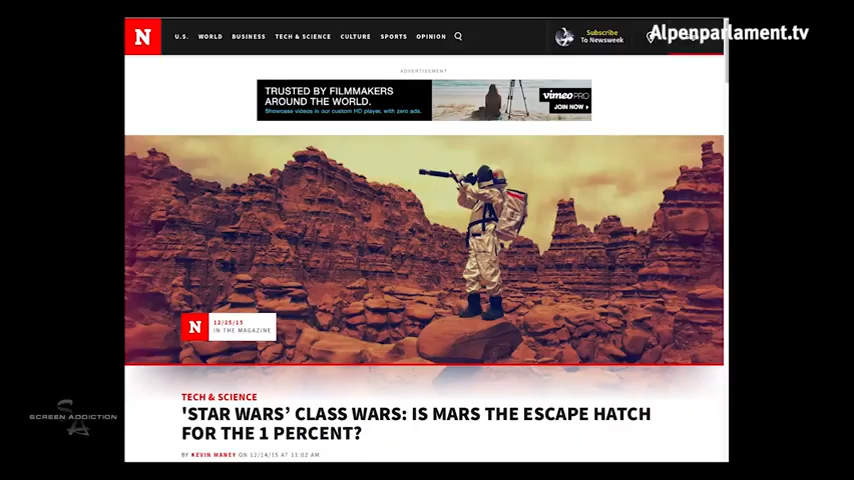 N
U.S. WORLD BUSINESS TECH & SCIENCE CULTURE SPORTS OPINION
Subscribe
To Newsweek
Alpenparlament.tv
ADVERTISEMENT
TRUSTED BY FILMMAKERS
AROUND THE WORLD.
Showcase videos in our custom HD player, with zero ads.
vimeo PRO
JOIN NOW
N
12/25/15
IN THE MAGAZINE
TECH & SCIENCE
'STAR WARS' CLASS WARS: IS MARS THE ESCAPE HATCH
FOR THE 1 PERCENT?
BY KEVIN MANEY ON 12/14/15 AT 11:02 AM
SCREEN ADDICTION
SA